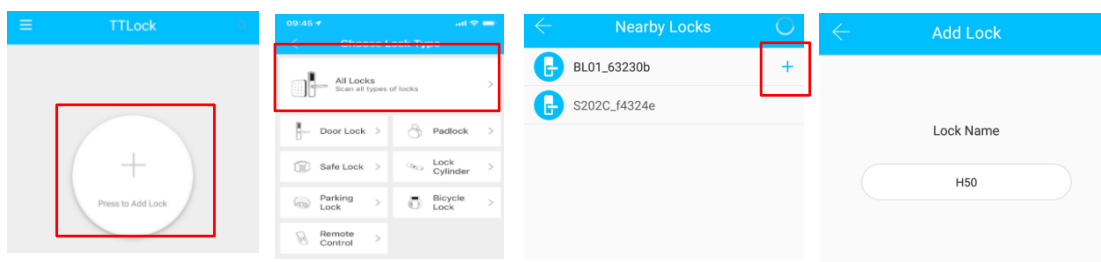 TTLock
Press to Add Lock
09:45
Choose Lock Type
All Locks
Scan all types of locks
Door Lock
Padlock
Safe Lock
Lock
Cylinder
Parking
Lock
Bicycle
Lock
Remote
Control
Nearby Locks
BL01_63230b
S202C_f4324e
Add Lock
Lock Name
H50